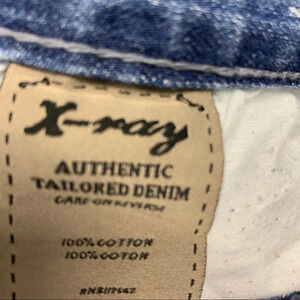 X-ray
AUTHENTIC
TAILORED DENIM
CARE ON REVERSE
100% COTTON
100% COTON